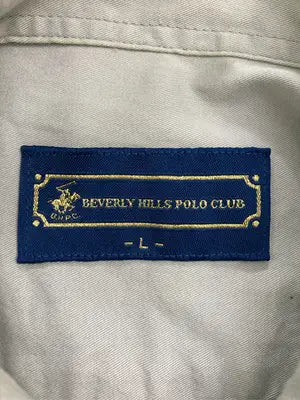 BEVERLY HILLS POLO CLUB
B.H.P.C.
- L -